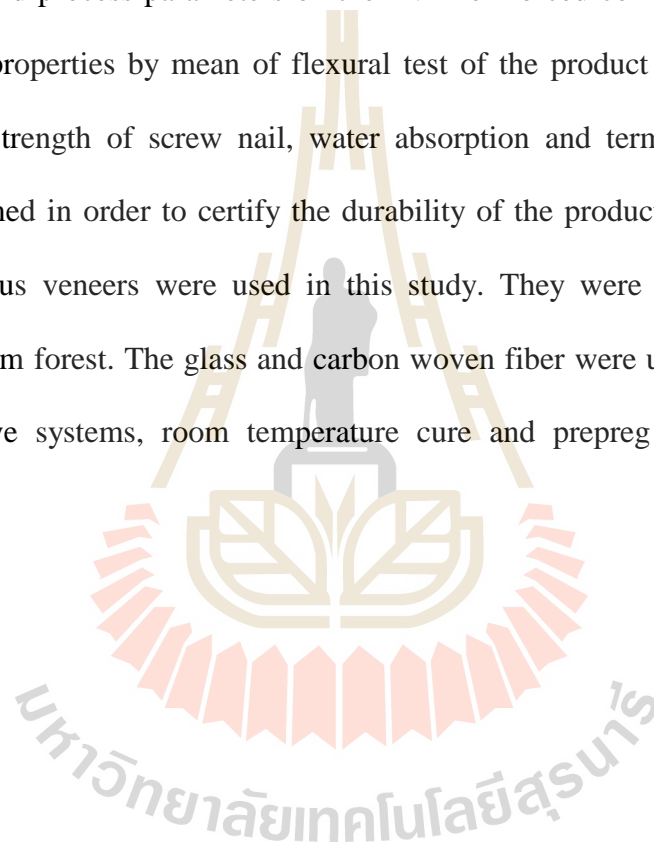 properties by mean of flexural test of the product
trength of screw nail, water absorption and term
ned in order to certify the durability of the produc
us veneers were used in this study. They were
m forest. The glass and carbon woven fiber were u
ve systems, room temperature cure and prepreg
มหาวิทยาลัยเทคโนโลยีสุรนารี